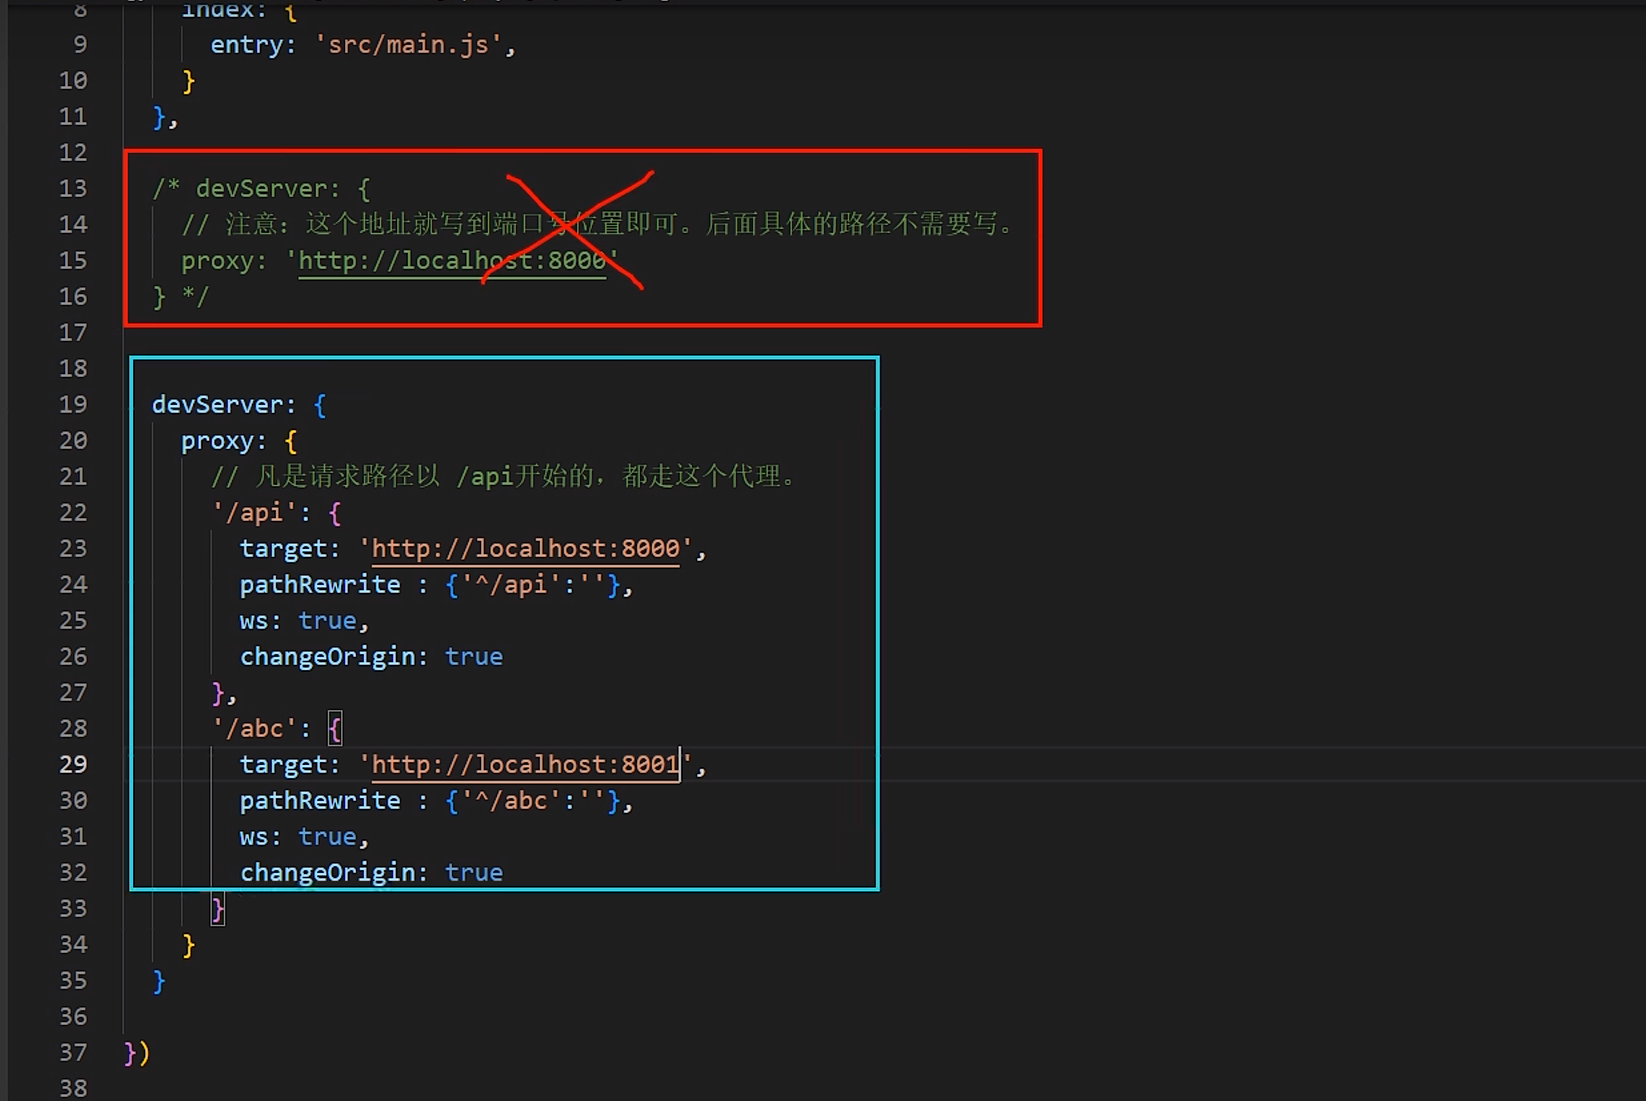 8 index: {
9 entry: 'src/main.js',
10 }
11 },
12
13 /* devServer: {
14 // 注意：这个地址就写到端口号位置即可。后面具体的路径不需要写。
15 proxy: 'http://localhost:8000'
16 } */
17
18
19 devServer: {
20 proxy: {
21 // 凡是请求路径以 /api开始的，都走这个代理。
22 '/api': {
23 target: 'http://localhost:8000',
24 pathRewrite : {'^/api':''},
25 ws: true,
26 changeOrigin: true
27 },
28 '/abc': {
29 target: 'http://localhost:8001',
30 pathRewrite : {'^/abc':''},
31 ws: true,
32 changeOrigin: true
33 }
34 }
35 }
36
37 })
38